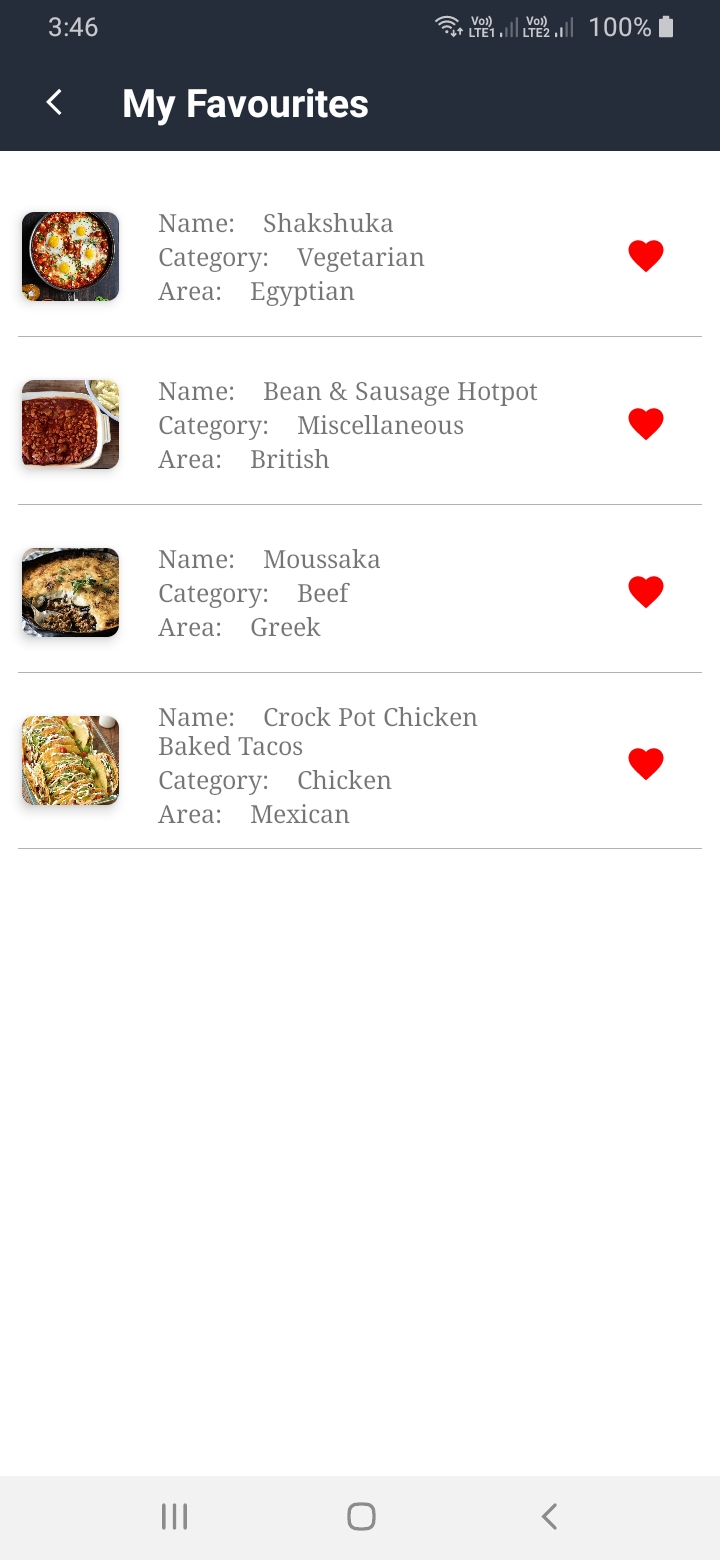 3:46
Vo)) LTE1 Vo)) LTE2 100%
My Favourites
Name: Shakshuka
Category: Vegetarian
Area: Egyptian
Name: Bean & Sausage Hotpot
Category: Miscellaneous
Area: British
Name: Moussaka
Category: Beef
Area: Greek
Name: Crock Pot Chicken
Baked Tacos
Category: Chicken
Area: Mexican